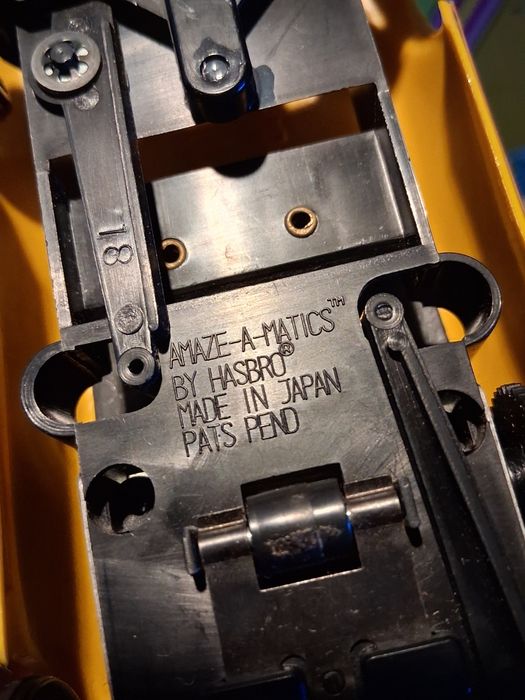 18
AMAZE-A-MATICS™
BY HASBRO®
MADE IN JAPAN
PATS PEND